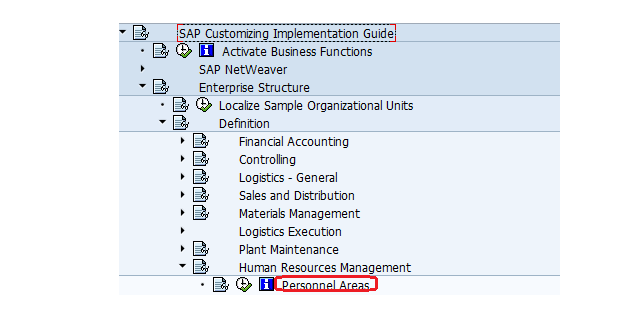 SAP Customizing Implementation Guide
Activate Business Functions
SAP NetWeaver
Enterprise Structure
Localize Sample Organizational Units
Definition
Financial Accounting
Controlling
Logistics - General
Sales and Distribution
Materials Management
Logistics Execution
Plant Maintenance
Human Resources Management
Personnel Areas